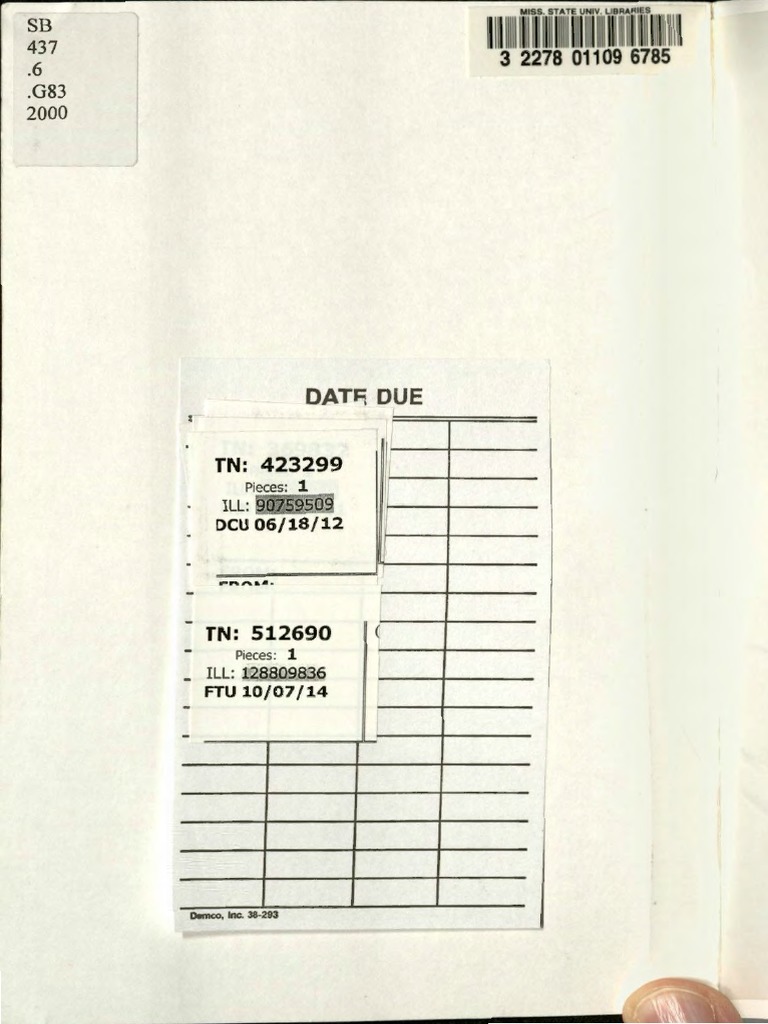 SB
437
.6
.G83
2000
MISS. STATE UNIV. LIBRARIES
3 2278 01109 6785
DATE DUE
TN: 423299
Pieces: 1
ILL: 90759509
DCU 06/18/12
FROM:
TN: 512690
Pieces: 1
ILL: 128809836
FTU 10/07/14
Demco, Inc. 38-293